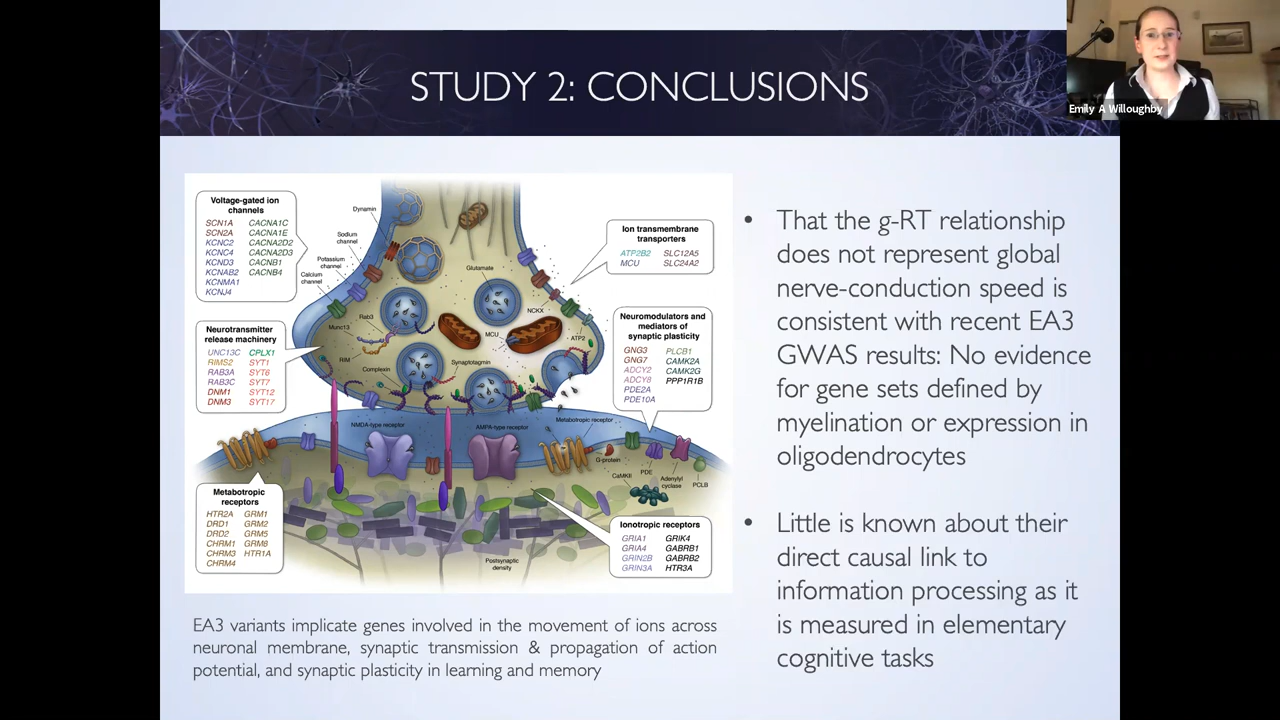 STUDY 2: CONCLUSIONS
Emily A Willoughby
Voltage-gated ion
channels
SCN1A CACNA1C
SCN2A CACNA1E
KCNC2 CACNA2D2
KCNC4 CACNA2D3
KCND3 CACNB1
KCNAB2 CACNB4
KCNMA1
KCNJ4
Neurotransmitter
release machinery
UNC13C CPLX1
RIMS2 SYT1
RAB3A SYT6
RAB3C SYT7
DNM1 SYT12
DNM3 SYT17
Metabotropic
receptors
HTR2A GRM1
DRD1 GRM2
DRD2 GRM5
CHRM1 GRM8
CHRM3 HTR1A
CHRM4
Dynamin
Sodium
channel
Potassium
channel
Calcium
channel
Rab3
Munc13
RIM
Complexin
Synaptotagmin
Glutamate
MCU
NCKX
ATP2
NMDA-type receptor
AMPA-type receptor
Metabotropic receptor
G-protein
CaMKII
PDE
Adenylyl
cyclase
PCLB
Postsynaptic
density
Ion transmembrane
transporters
ATP2B2 SLC12A5
MCU SLC24A2
Neuromodulators and
mediators of
synaptic plasticity
GNG3 PLCB1
GNG7 CAMK2A
ADCY2 CAMK2G
ADCY8 PPP1R1B
PDE2A
PDE10A
Ionotropic receptors
GRIA1 GRIK4
GRIA4 GABRB1
GRIN2B GABRB2
GRIN3A HTR3A
EA3 variants implicate genes involved in the movement of ions across
neuronal membrane, synaptic transmission & propagation of action
potential, and synaptic plasticity in learning and memory
• That the g-RT relationship
does not represent global
nerve-conduction speed is
consistent with recent EA3
GWAS results: No evidence
for gene sets defined by
myelination or expression in
oligodendrocytes
• Little is known about their
direct causal link to
information processing as it
is measured in elementary
cognitive tasks